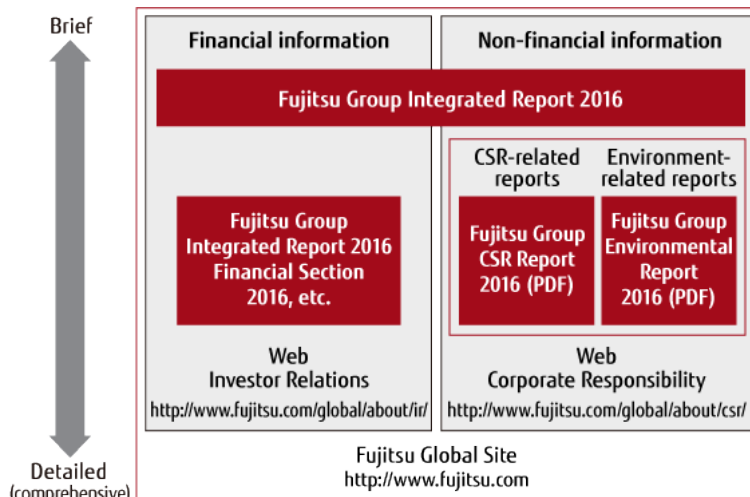 Brief
Financial information
Non-financial information
Fujitsu Group Integrated Report 2016
CSR-related
reports
Environment-
related reports
Fujitsu Group
Integrated Report 2016
Financial Section
2016, etc.
Fujitsu Group
CSR Report
2016 (PDF)
Fujitsu Group
Environmental
Report
2016 (PDF)
Web
Investor Relations
http://www.fujitsu.com/global/about/ir/
Web
Corporate Responsibility
http://www.fujitsu.com/global/about/csr/
Fujitsu Global Site
http://www.fujitsu.com
Detailed
(comprehensive)